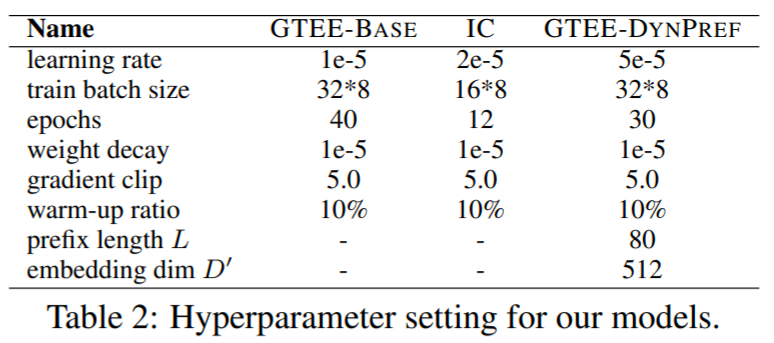 Name GTEE-BASE IC GTEE-DYNPREF
learning rate 1e-5 2e-5 5e-5
train batch size 32*8 16*8 32*8
epochs 40 12 30
weight decay 1e-5 1e-5 1e-5
gradient clip 5.0 5.0 5.0
warm-up ratio 10% 10% 10%
prefix length L - - 80
embedding dim D′ - - 512
Table 2: Hyperparameter setting for our models.